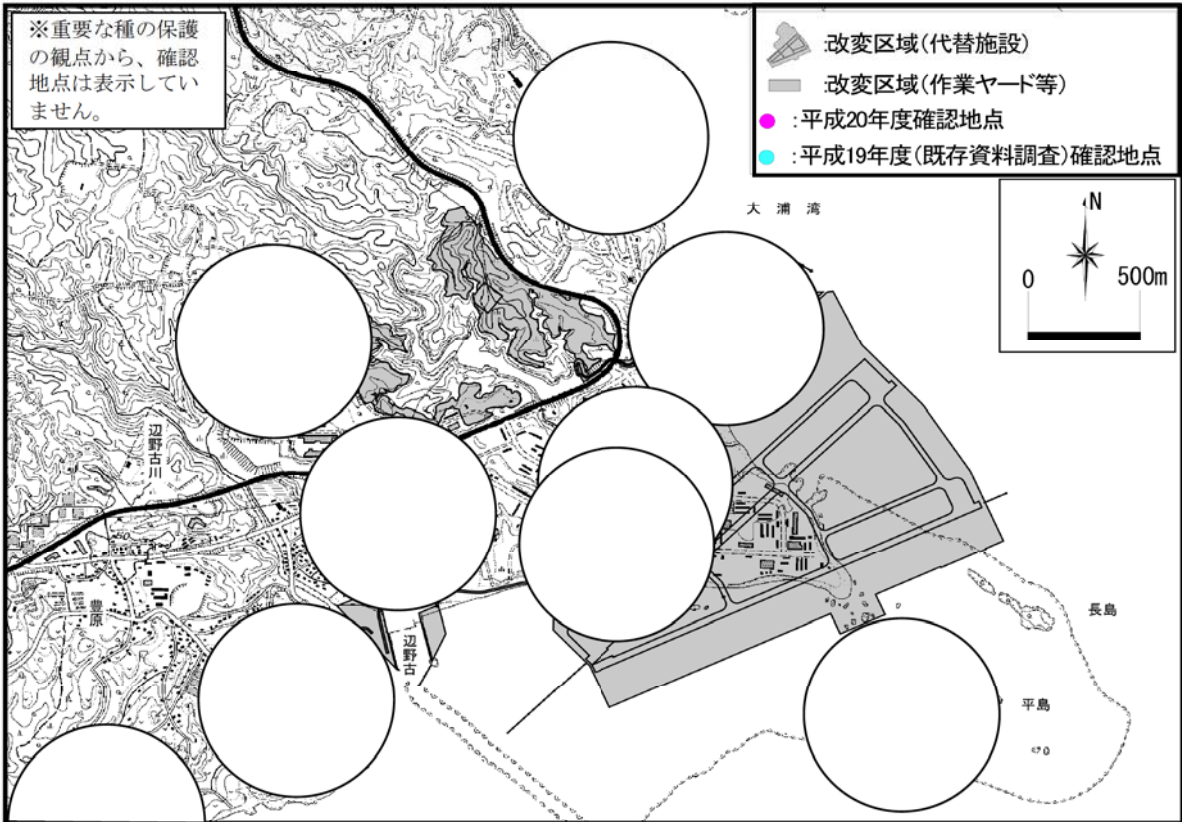 ※重要な種の保護
の観点から、確認
地点は表示してい
ません。
:改変区域(代替施設)
:改変区域(作業ヤード等)
:平成20年度確認地点
:平成19年度(既存資料調査)確認地点
大浦湾
N
0 500m
辺野古川
豊原
辺野古
長島
平島